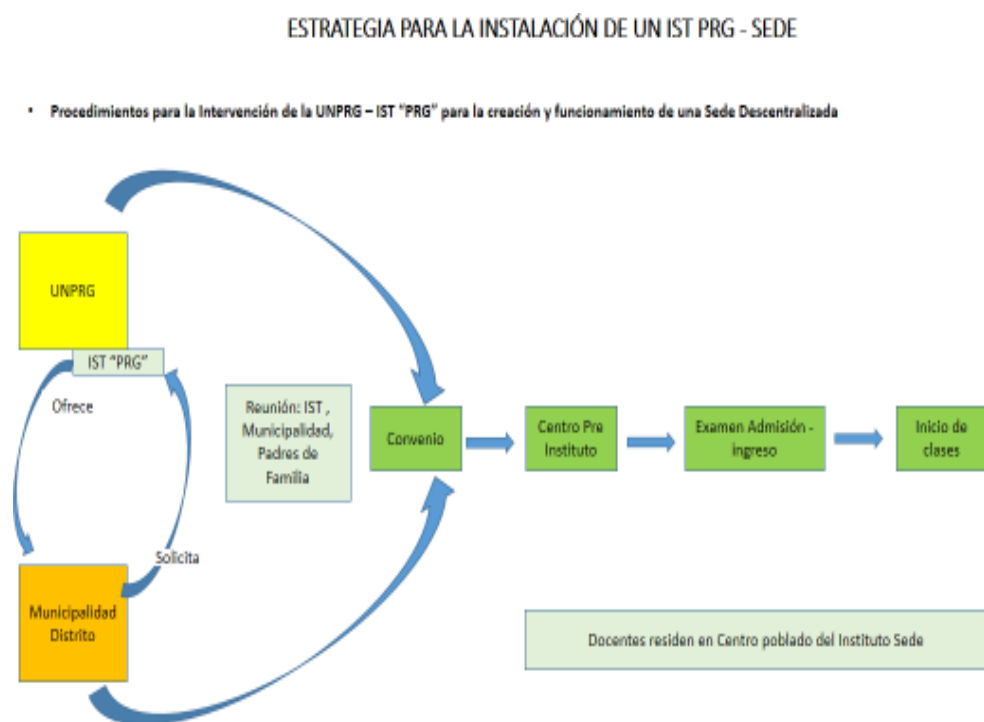 ESTRATEGIA PARA LA INSTALACIÓN DE UN IST PRG - SEDE
• Procedimientos para la Intervención de la UNPRG – IST "PRG" para la creación y funcionamiento de una Sede Descentralizada
UNPRG
IST "PRG"
Ofrece
Reunión: IST ,
Municipalidad,
Padres de
Familia
Convenio
Centro Pre
Instituto
Examen Admisión -
ingreso
Inicio de
clases
Solicita
Municipalidad
Distrito
Docentes residen en Centro poblado del Instituto Sede